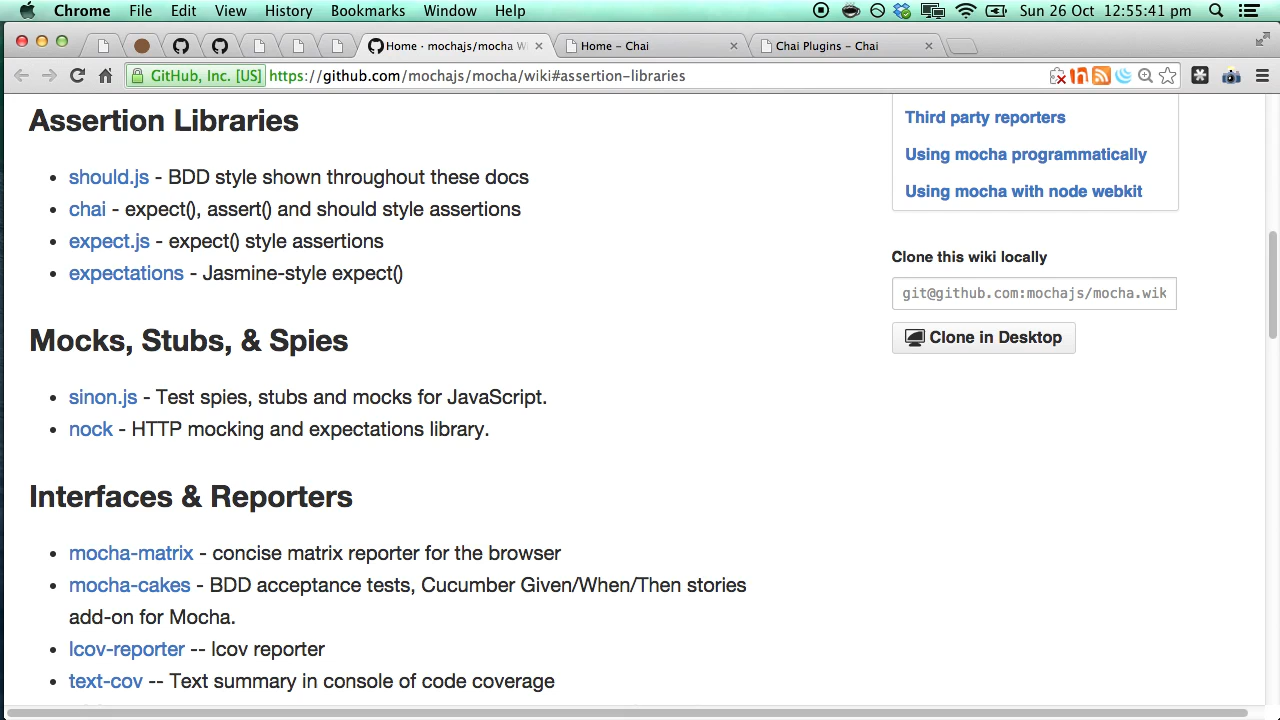 Chrome File Edit View History Bookmarks Window Help Sun 26 Oct 12:55:41 pm
Home · mochajs/mocha Wi Home – Chai Chai Plugins – Chai
GitHub, Inc. [US] https://github.com/mochajs/mocha/wiki#assertion-libraries
Assertion Libraries
should.js - BDD style shown throughout these docs
chai - expect(), assert() and should style assertions
expect.js - expect() style assertions
expectations - Jasmine-style expect()
Mocks, Stubs, & Spies
sinon.js - Test spies, stubs and mocks for JavaScript.
nock - HTTP mocking and expectations library.
Interfaces & Reporters
mocha-matrix - concise matrix reporter for the browser
mocha-cakes - BDD acceptance tests, Cucumber Given/When/Then stories
add-on for Mocha.
lcov-reporter -- lcov reporter
text-cov -- Text summary in console of code coverage
Third party reporters
Using mocha programmatically
Using mocha with node webkit
Clone this wiki locally
git@github.com:mochajs/mocha.wik
Clone in Desktop